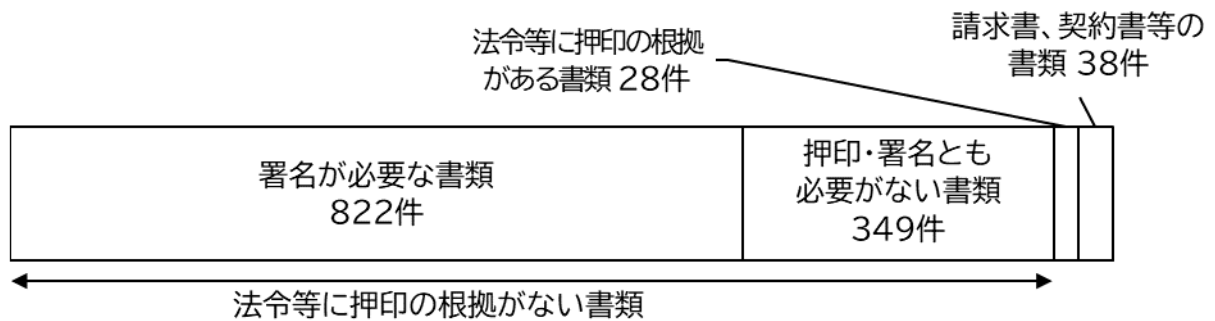 法令等に押印の根拠
がある書類 28件
請求書、契約書等の
書類 38件
署名が必要な書類
822件
押印・署名とも
必要がない書類
349件
法令等に押印の根拠がない書類